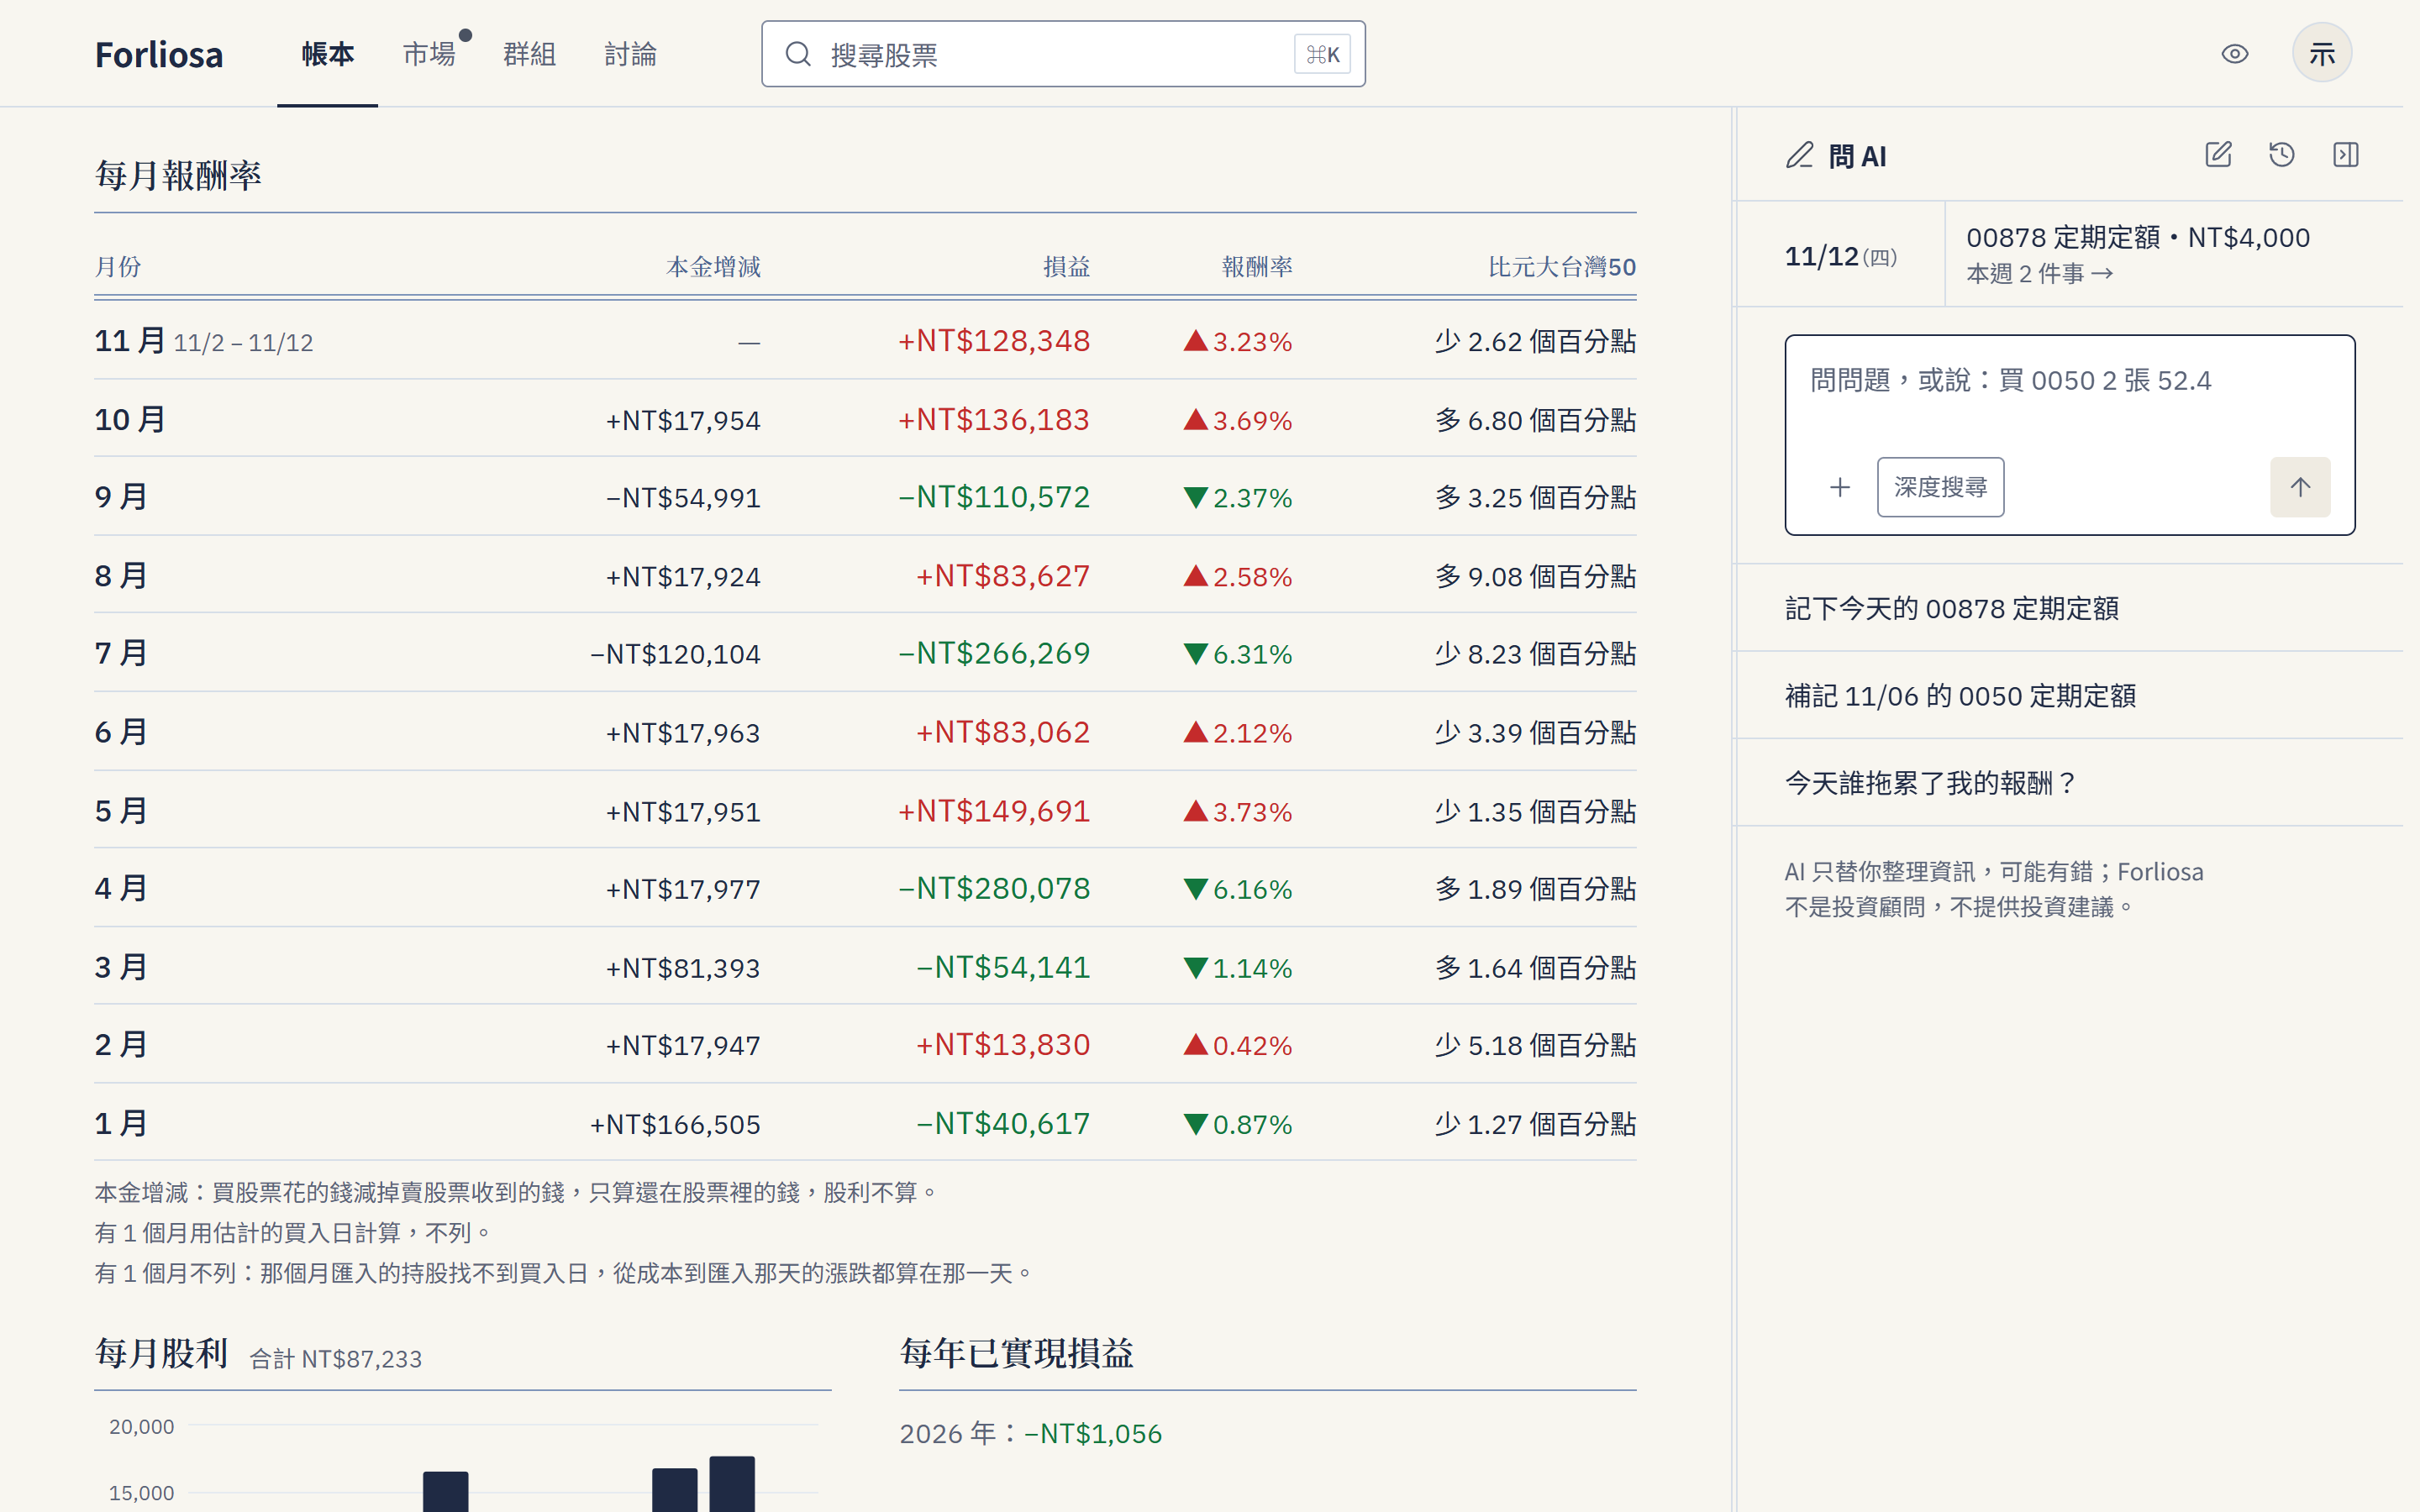 Forliosa 帳本 市場 群組 討論 搜尋股票 ⌘K 示
每月報酬率
月份 本金增減 損益 報酬率 比元大台灣50
11 月 11/2 – 11/12 — +NT$128,348 ▲3.23% 少 2.62 個百分點
10 月 +NT$17,954 +NT$136,183 ▲3.69% 多 6.80 個百分點
9 月 −NT$54,991 −NT$110,572 ▼2.37% 多 3.25 個百分點
8 月 +NT$17,924 +NT$83,627 ▲2.58% 多 9.08 個百分點
7 月 −NT$120,104 −NT$266,269 ▼6.31% 少 8.23 個百分點
6 月 +NT$17,963 +NT$83,062 ▲2.12% 少 3.39 個百分點
5 月 +NT$17,951 +NT$149,691 ▲3.73% 少 1.35 個百分點
4 月 +NT$17,977 −NT$280,078 ▼6.16% 多 1.89 個百分點
3 月 +NT$81,393 −NT$54,141 ▼1.14% 多 1.64 個百分點
2 月 +NT$17,947 +NT$13,830 ▲0.42% 少 5.18 個百分點
1 月 +NT$166,505 −NT$40,617 ▼0.87% 少 1.27 個百分點
本金增減：買股票花的錢減掉賣股票收到的錢，只算還在股票裡的錢，股利不算。
有 1 個月用估計的買入日計算，不列。
有 1 個月不列：那個月匯入的持股找不到買入日，從成本到匯入那天的漲跌都算在那一天。
每月股利 合計 NT$87,233
20,000
15,000
每年已實現損益
2026 年：−NT$1,056
問 AI
11/12 (四)
00878 定期定額・NT$4,000
本週 2 件事 →
問問題，或說：買 0050 2 張 52.4
深度搜尋
記下今天的 00878 定期定額
補記 11/06 的 0050 定期定額
今天誰拖累了我的報酬？
AI 只替你整理資訊，可能有錯；Forliosa
不是投資顧問，不提供投資建議。